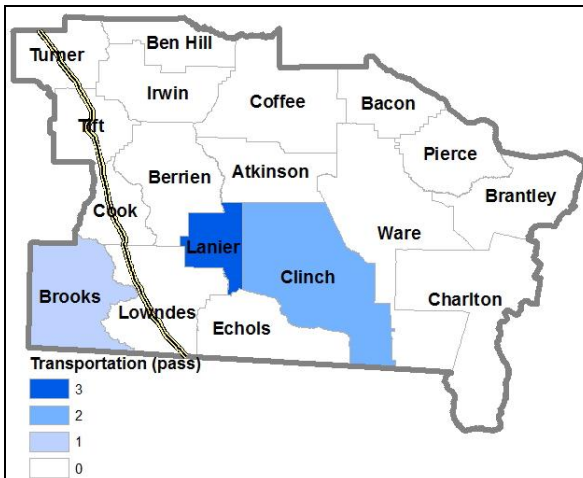 Turner
Ben Hill
Irwin
Coffee
Bacon
Tift
Pierce
Berrien
Atkinson
Brantley
Cook
Ware
Lanier
Clinch
Brooks
Charlton
Lowndes
Echols
Transportation (pass)
3
2
1
0